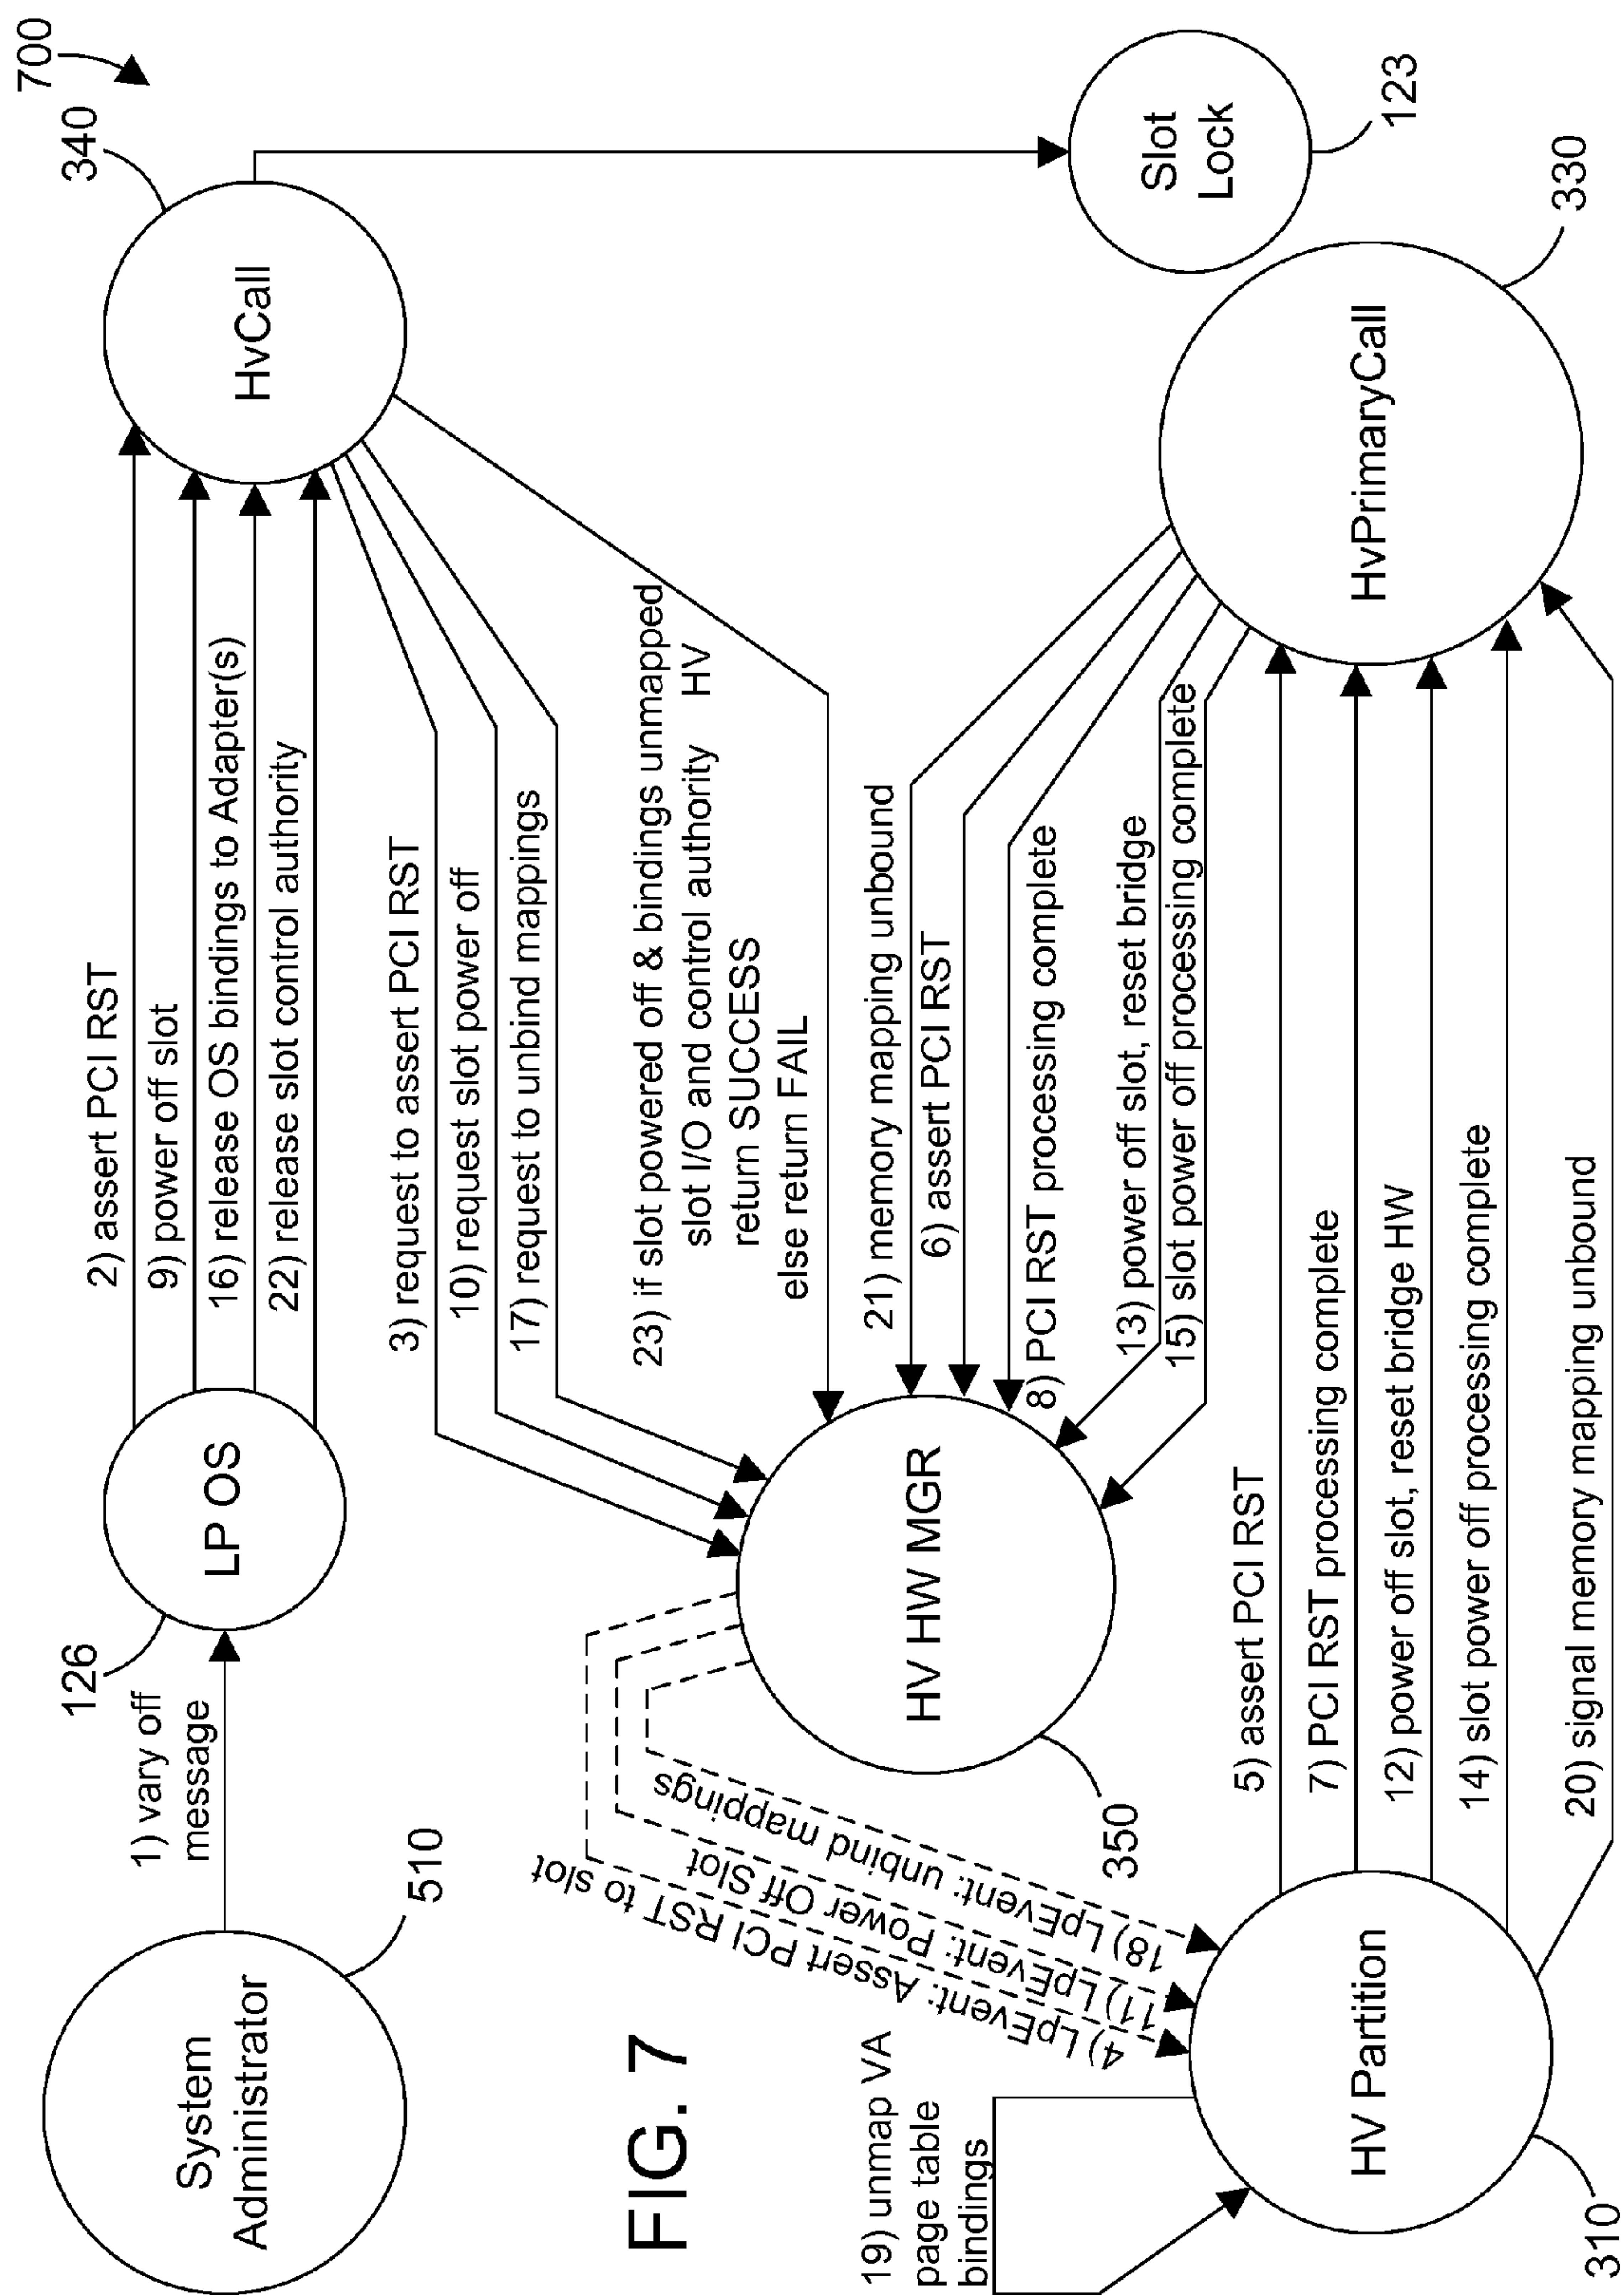 700
System
Administrator
510
1) vary off
message
126
LP OS
2) assert PCI RST
9) power off slot
16) release OS bindings to Adapter(s)
22) release slot control authority
HvCall
340
3) request to assert PCI RST
10) request slot power off
17) request to unbind mappings
23) if slot powered off & bindings unmapped
slot I/O and control authority HV
return SUCCESS
else return FAIL
Slot
Lock
123
FIG. 7
HV HW MGR
350
4) LpEvent: Assert PCI RST to slot
11) LpEvent: Power Off Slot
18) LpEvent: unbind mappings
21) memory mapping unbound
6) assert PCI RST
8) PCI RST processing complete
13) power off slot, reset bridge
15) slot power off processing complete
19) unmap VA
page table
bindings
HV Partition
310
5) assert PCI RST
7) PCI RST processing complete
12) power off slot, reset bridge HW
14) slot power off processing complete
20) signal memory mapping unbound
HvPrimaryCall
330